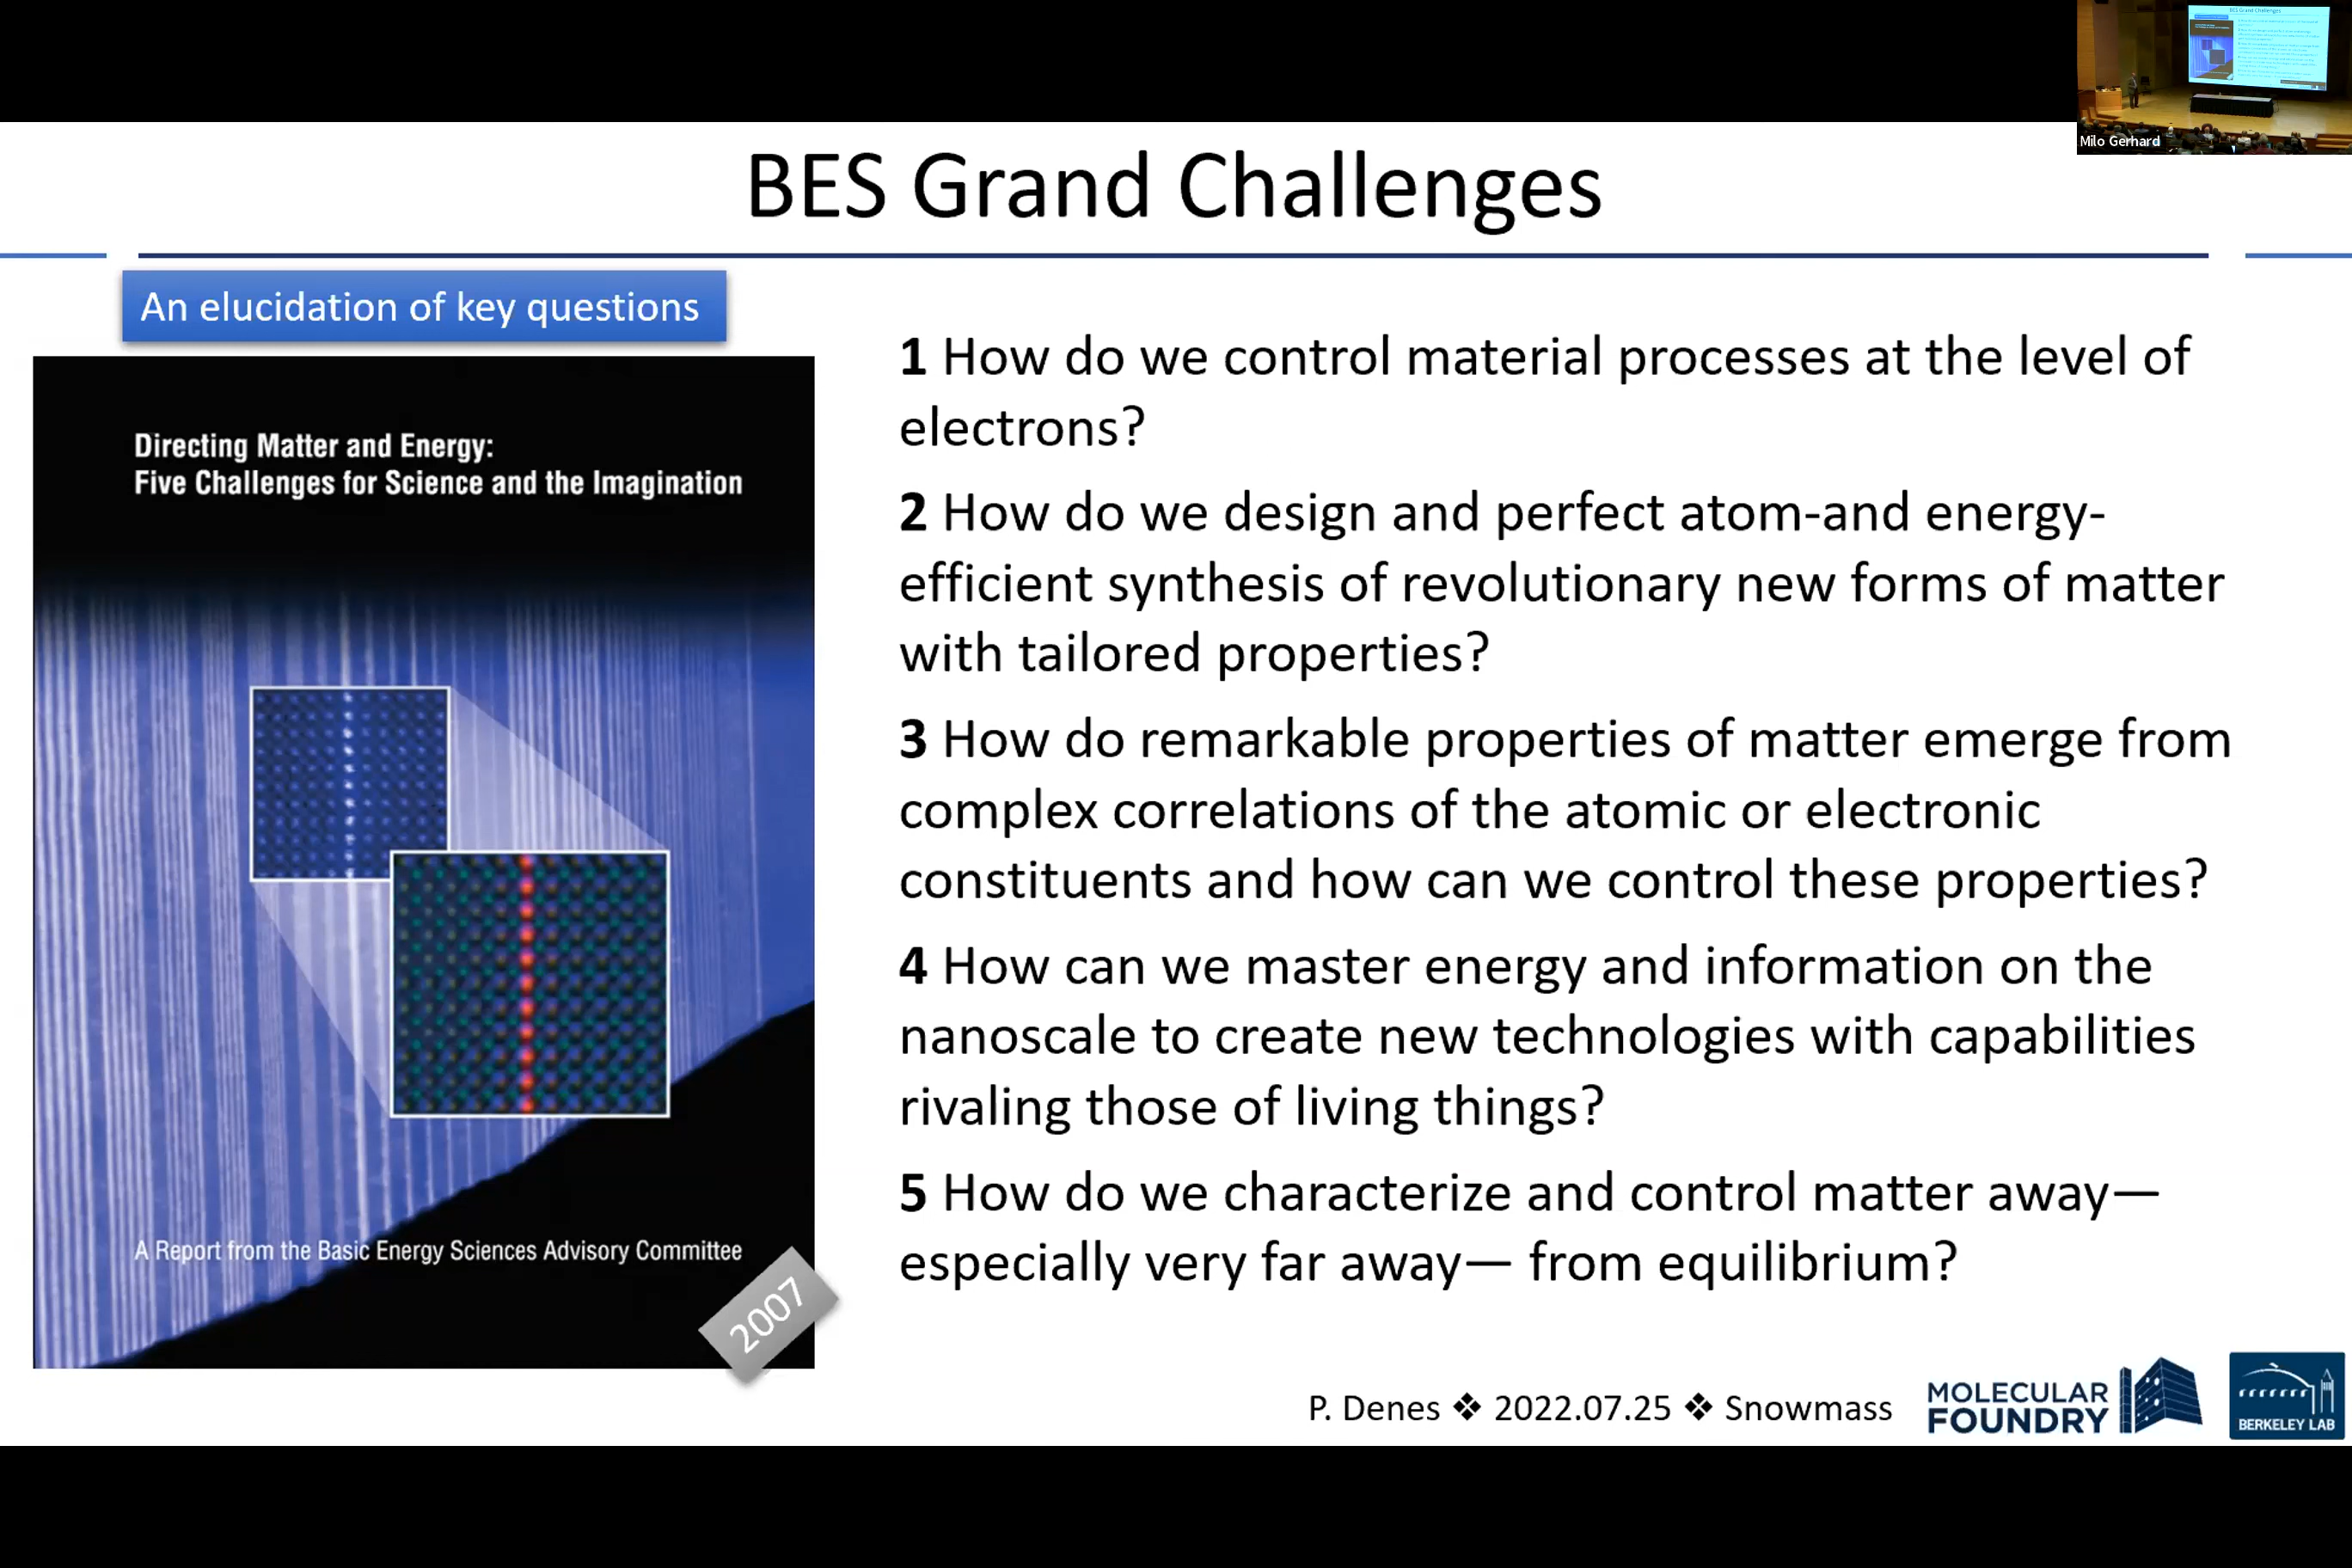 Milo Gerhard
BES Grand Challenges
An elucidation of key questions
Directing Matter and Energy:
Five Challenges for Science and the Imagination
A Report from the Basic Energy Sciences Advisory Committee
2007
1 How do we control material processes at the level of
electrons?
2 How do we design and perfect atom-and energy-
efficient synthesis of revolutionary new forms of matter
with tailored properties?
3 How do remarkable properties of matter emerge from
complex correlations of the atomic or electronic
constituents and how can we control these properties?
4 How can we master energy and information on the
nanoscale to create new technologies with capabilities
rivaling those of living things?
5 How do we characterize and control matter away—
especially very far away— from equilibrium?
P. Denes ❖ 2022.07.25 ❖ Snowmass
MOLECULAR
FOUNDRY
BERKELEY LAB